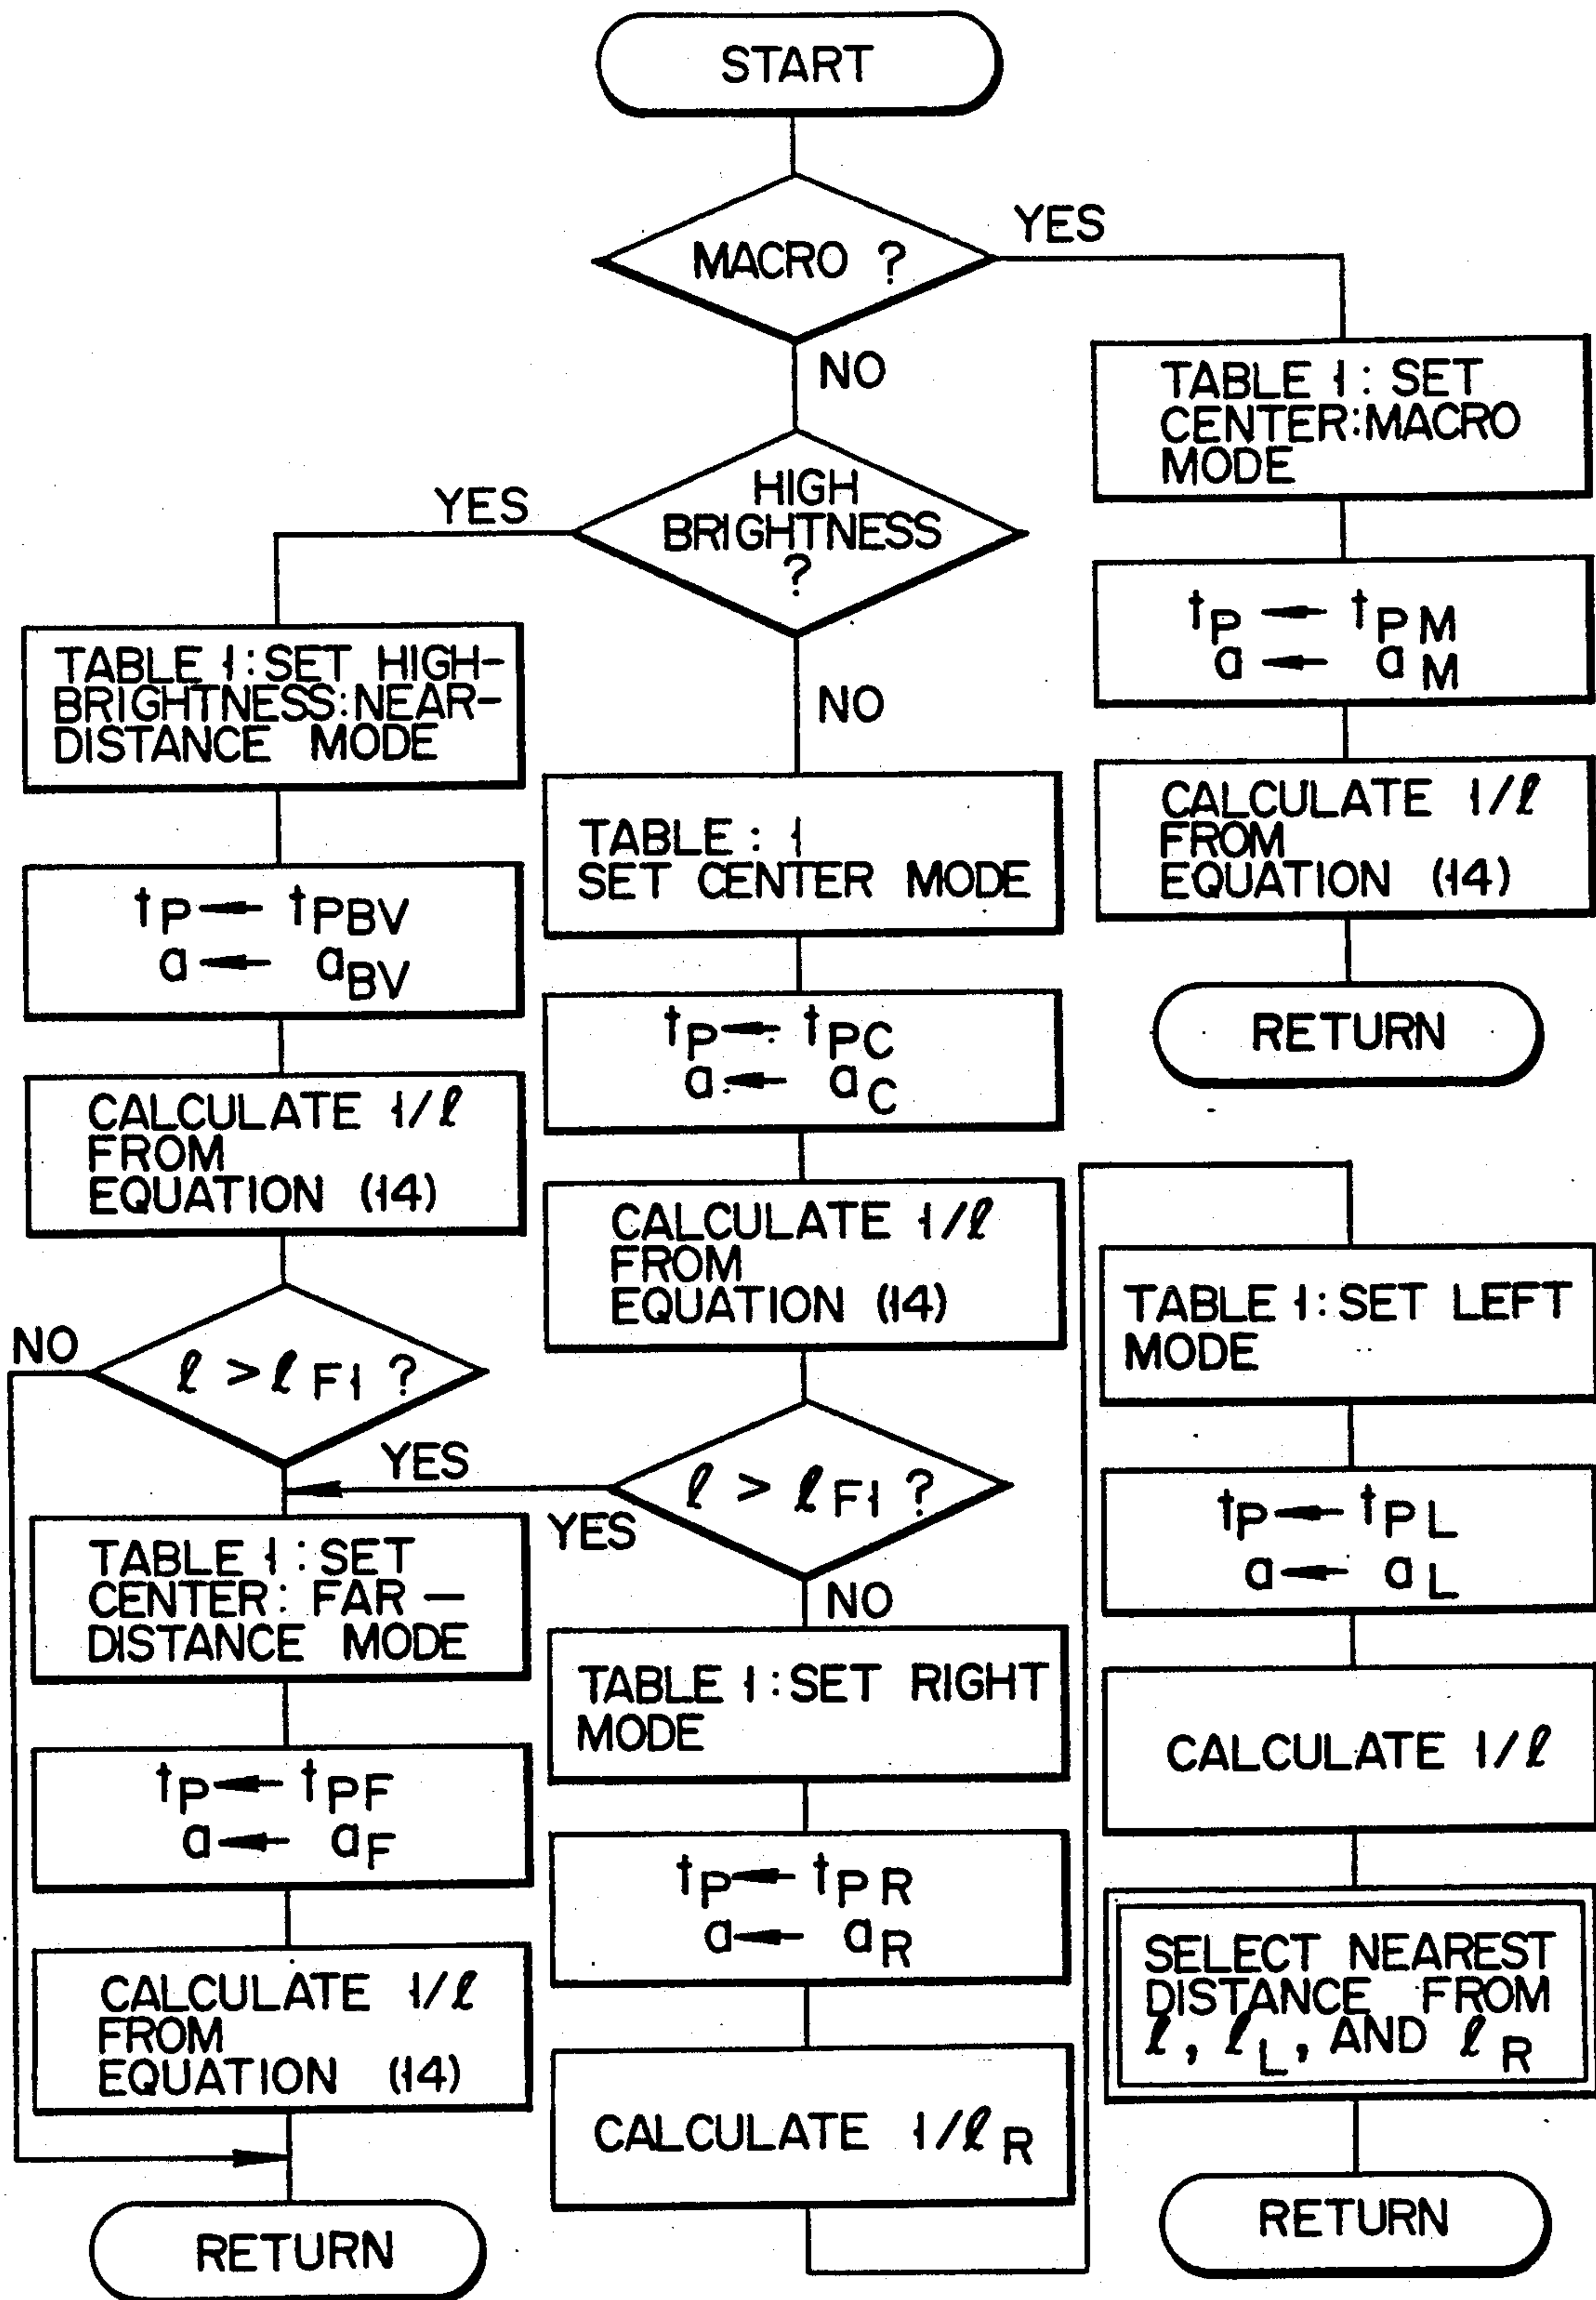 START
MACRO ?
YES
NO
TABLE 1: SET
CENTER:MACRO
MODE
tP ← tPM
a ← aM
CALCULATE 1/ℓ
FROM
EQUATION (14)
RETURN
HIGH
BRIGHTNESS
?
YES
NO
TABLE 1:SET HIGH-
BRIGHTNESS:NEAR-
DISTANCE MODE
tP ← tPBV
a ← aBV
CALCULATE 1/ℓ
FROM
EQUATION (14)
ℓ > ℓF1 ?
NO
YES
TABLE 1:SET
CENTER: FAR—
DISTANCE MODE
tP ← tPF
a ← aF
CALCULATE 1/ℓ
FROM
EQUATION (14)
RETURN
TABLE : 1
SET CENTER MODE
tP ← tPC
a ← aC
CALCULATE 1/ℓ
FROM
EQUATION (14)
ℓ > ℓF1 ?
YES
NO
TABLE 1:SET RIGHT
MODE
tP ← tPR
a ← aR
CALCULATE 1/ℓR
TABLE 1:SET LEFT
MODE
tP ← tPL
a ← aL
CALCULATE 1/ℓ
SELECT NEAREST
DISTANCE FROM
ℓ, ℓL, AND ℓR
RETURN